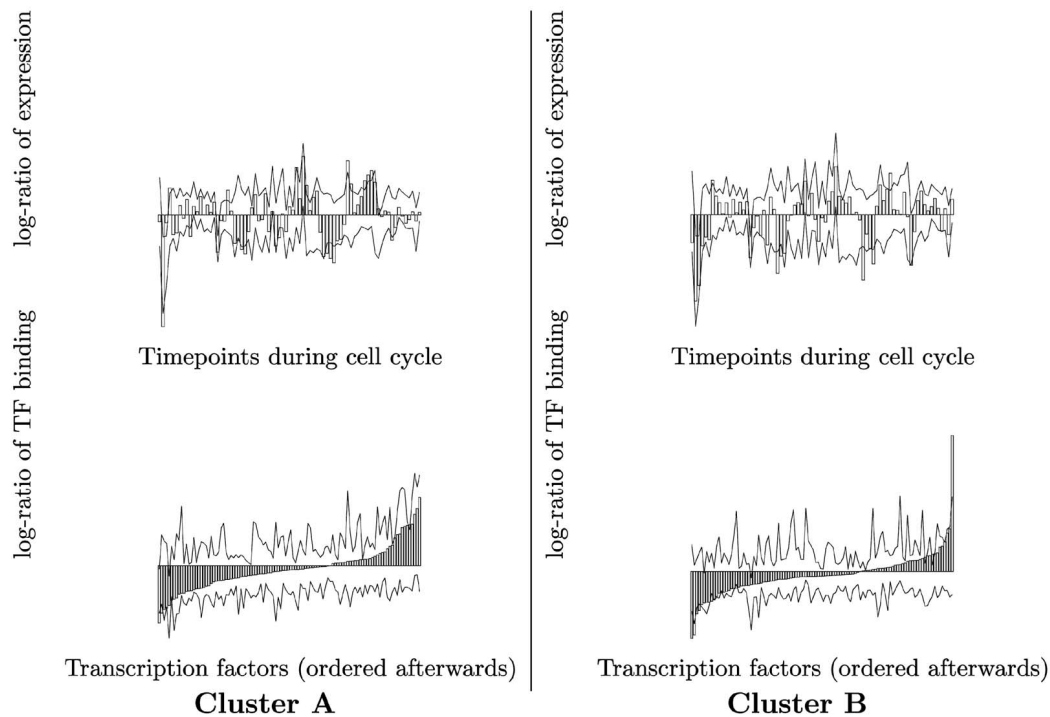 log-ratio of expression
Timepoints during cell cycle
log-ratio of TF binding
Transcription factors (ordered afterwards)
Cluster A
log-ratio of expression
Timepoints during cell cycle
log-ratio of TF binding
Transcription factors (ordered afterwards)
Cluster B